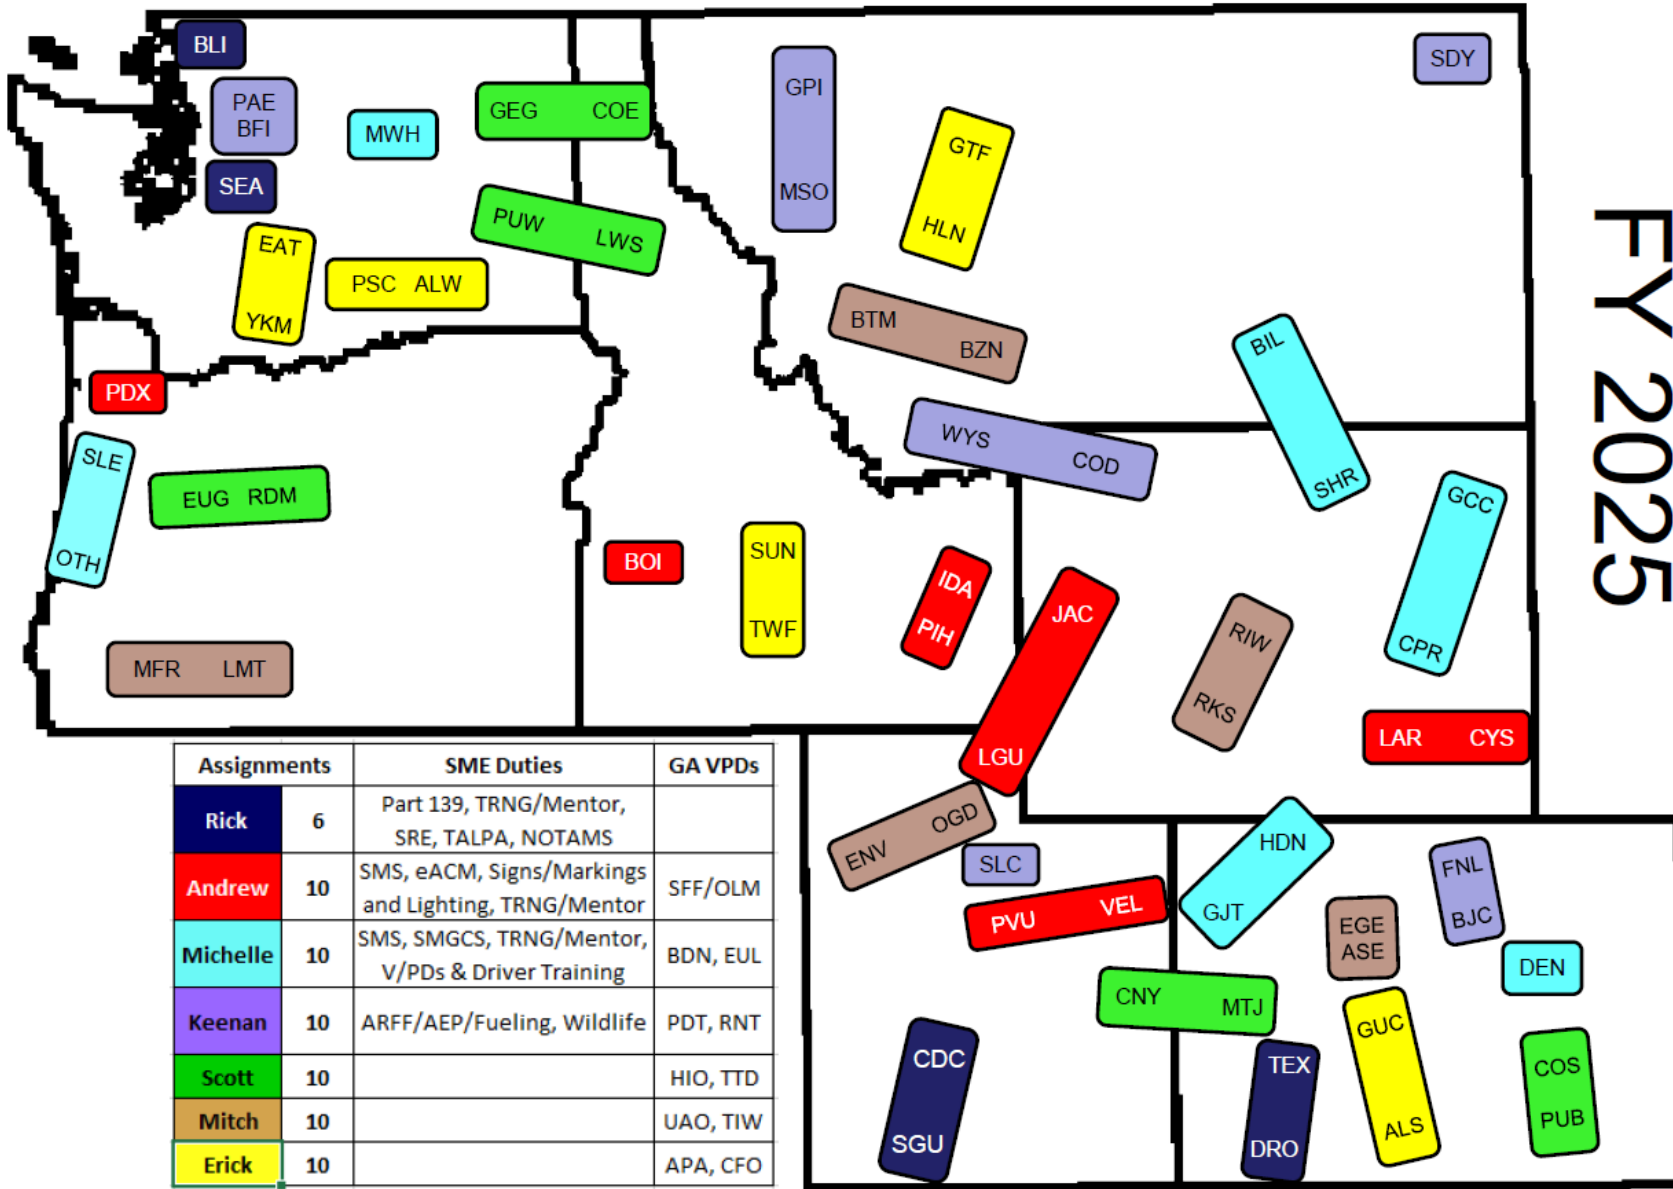 BLI
SDY
PAE
BFI
GPI
MSO
GEG COE
MWH
GTF
HLN
SEA
PUW LWS
EAT
YKM
PSC ALW
BTM BZN
BIL
SHR
PDX
WYS COD
SLE
OTH
EUG RDM
GCC
CPR
BOI
SUN
TWF
IDA
PIH
JAC
LGU
RIW
RKS
MFR LMT
LAR CYS
FY 2025
ENV OGD
SLC
PVU VEL
HDN
GJT
FNL
BJC
EGE
ASE
DEN
CNY MTJ
CDC
SGU
TEX
DRO
GUC
ALS
COS
PUB
Assignments SME Duties GA VPDs
Rick 6 Part 139, TRNG/Mentor,
SRE, TALPA, NOTAMS
Andrew 10 SMS, eACM, Signs/Markings
and Lighting, TRNG/Mentor SFF/OLM
Michelle 10 SMS, SMGCS, TRNG/Mentor,
V/PDs & Driver Training BDN, EUL
Keenan 10 ARFF/AEP/Fueling, Wildlife PDT, RNT
Scott 10 HIO, TTD
Mitch 10 UAO, TIW
Erick 10 APA, CFO